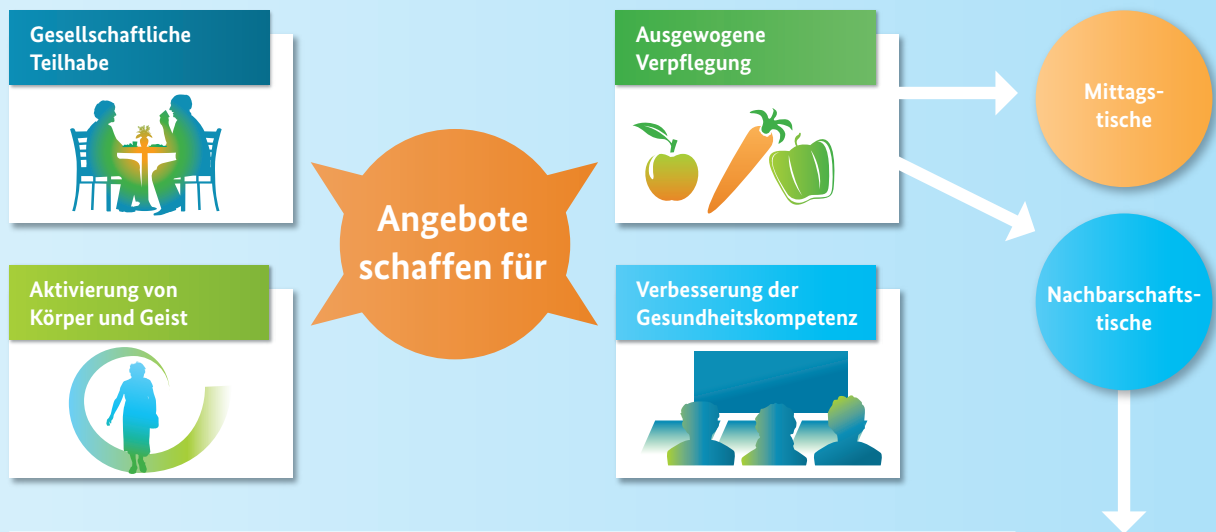 Gesellschaftliche
Teilhabe
Ausgewogene
Verpflegung
Mittags-
tische
Angebote
schaffen für
Aktivierung von
Körper und Geist
Verbesserung der
Gesundheitskompetenz
Nachbarschafts-
tische